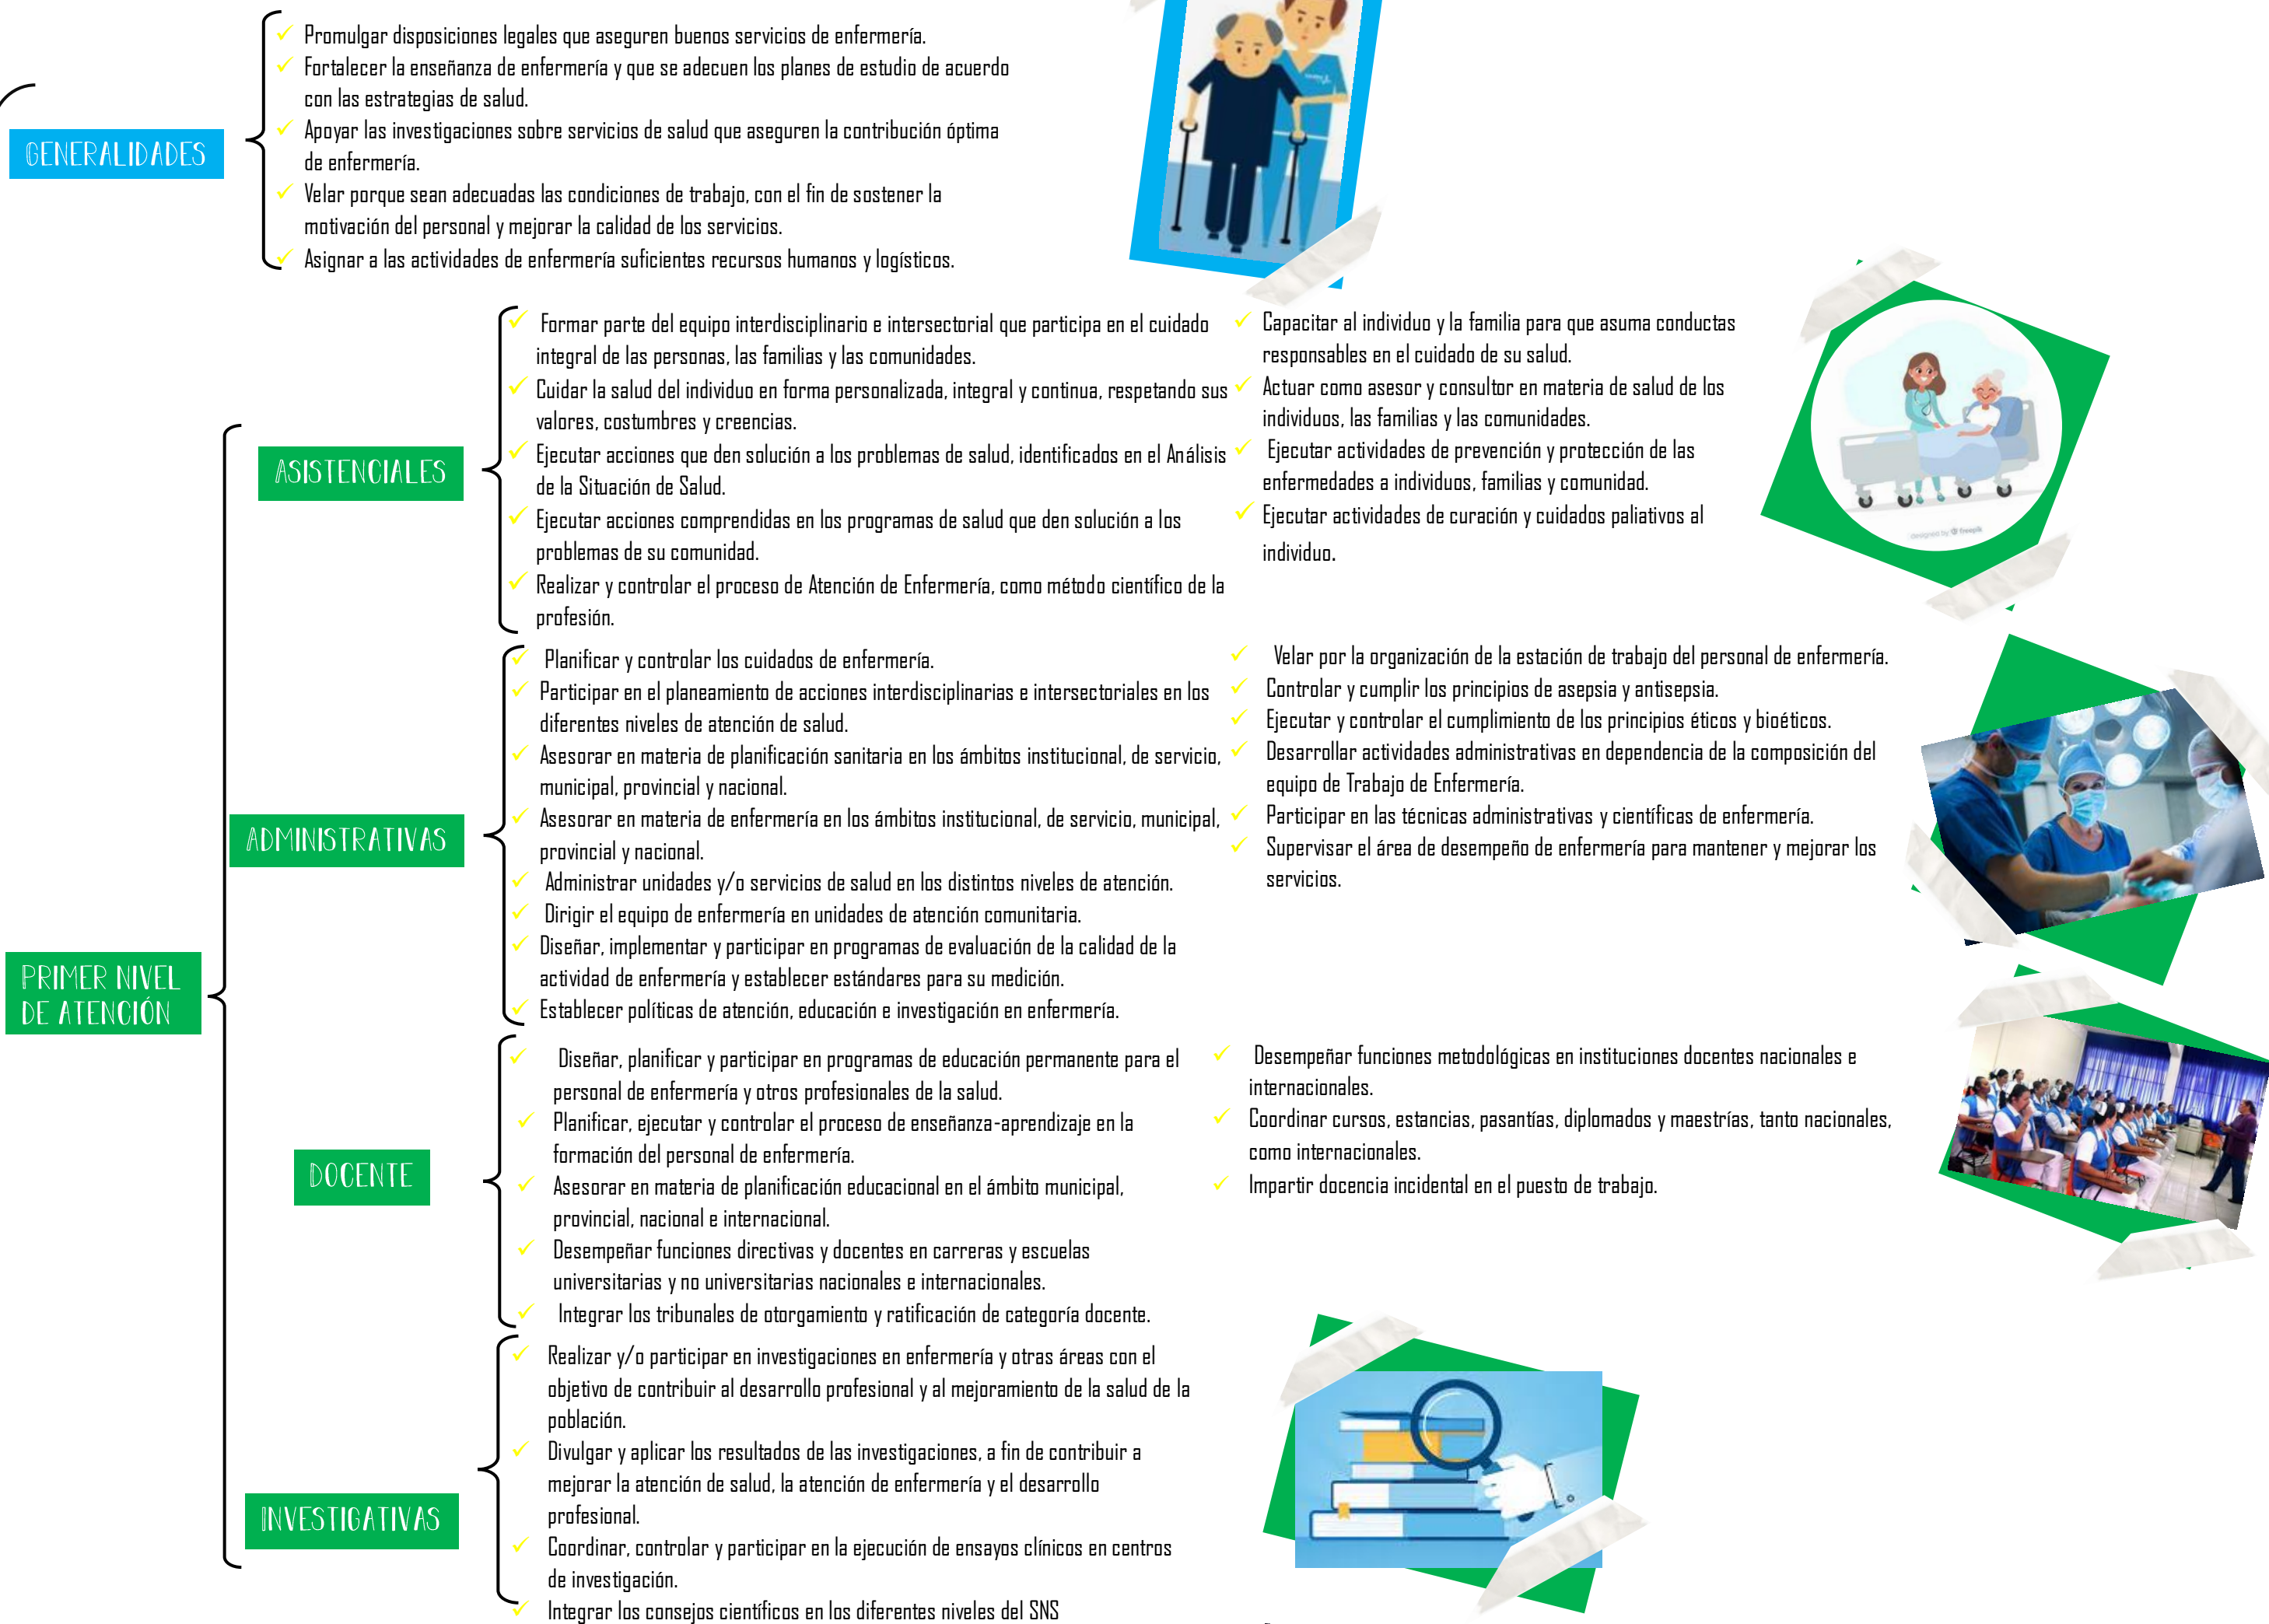 GENERALIDADES
Promulgar disposiciones legales que aseguren buenos servicios de enfermería.
Fortalecer la enseñanza de enfermería y que se adecuen los planes de estudio de acuerdo
con las estrategias de salud.
Apoyar las investigaciones sobre servicios de salud que aseguren la contribución óptima
de enfermería.
Velar porque sean adecuadas las condiciones de trabajo, con el fin de sostener la
motivación del personal y mejorar la calidad de los servicios.
Asignar a las actividades de enfermería suficientes recursos humanos y logísticos.
PRIMER NIVEL
DE ATENCIÓN
ASISTENCIALES
Formar parte del equipo interdisciplinario e intersectorial que participa en el cuidado
integral de las personas, las familias y las comunidades.
Cuidar la salud del individuo en forma personalizada, integral y continua, respetando sus
valores, costumbres y creencias.
Ejecutar acciones que den solución a los problemas de salud, identificados en el Análisis
de la Situación de Salud.
Ejecutar acciones comprendidas en los programas de salud que den solución a los
problemas de su comunidad.
Realizar y controlar el proceso de Atención de Enfermería, como método científico de la
profesión.
Capacitar al individuo y la familia para que asuma conductas
responsables en el cuidado de su salud.
Actuar como asesor y consultor en materia de salud de los
individuos, las familias y las comunidades.
Ejecutar actividades de prevención y protección de las
enfermedades a individuos, familias y comunidad.
Ejecutar actividades de curación y cuidados paliativos al
individuo.
designed by freepik
ADMINISTRATIVAS
Planificar y controlar los cuidados de enfermería.
Participar en el planeamiento de acciones interdisciplinarias e intersectoriales en los
diferentes niveles de atención de salud.
Asesorar en materia de planificación sanitaria en los ámbitos institucional, de servicio,
municipal, provincial y nacional.
Asesorar en materia de enfermería en los ámbitos institucional, de servicio, municipal,
provincial y nacional.
Administrar unidades y/o servicios de salud en los distintos niveles de atención.
Dirigir el equipo de enfermería en unidades de atención comunitaria.
Diseñar, implementar y participar en programas de evaluación de la calidad de la
actividad de enfermería y establecer estándares para su medición.
Establecer políticas de atención, educación e investigación en enfermería.
Velar por la organización de la estación de trabajo del personal de enfermería.
Controlar y cumplir los principios de asepsia y antisepsia.
Ejecutar y controlar el cumplimiento de los principios éticos y bioéticos.
Desarrollar actividades administrativas en dependencia de la composición del
equipo de Trabajo de Enfermería.
Participar en las técnicas administrativas y científicas de enfermería.
Supervisar el área de desempeño de enfermería para mantener y mejorar los
servicios.
DOCENTE
Diseñar, planificar y participar en programas de educación permanente para el
personal de enfermería y otros profesionales de la salud.
Planificar, ejecutar y controlar el proceso de enseñanza-aprendizaje en la
formación del personal de enfermería.
Asesorar en materia de planificación educacional en el ámbito municipal,
provincial, nacional e internacional.
Desempeñar funciones directivas y docentes en carreras y escuelas
universitarias y no universitarias nacionales e internacionales.
Integrar los tribunales de otorgamiento y ratificación de categoría docente.
Desempeñar funciones metodológicas en instituciones docentes nacionales e
internacionales.
Coordinar cursos, estancias, pasantías, diplomados y maestrías, tanto nacionales,
como internacionales.
Impartir docencia incidental en el puesto de trabajo.
INVESTIGATIVAS
Realizar y/o participar en investigaciones en enfermería y otras áreas con el
objetivo de contribuir al desarrollo profesional y al mejoramiento de la salud de la
población.
Divulgar y aplicar los resultados de las investigaciones, a fin de contribuir a
mejorar la atención de salud, la atención de enfermería y el desarrollo
profesional.
Coordinar, controlar y participar en la ejecución de ensayos clínicos en centros
de investigación.
Integrar los consejos científicos en los diferentes niveles del SNS